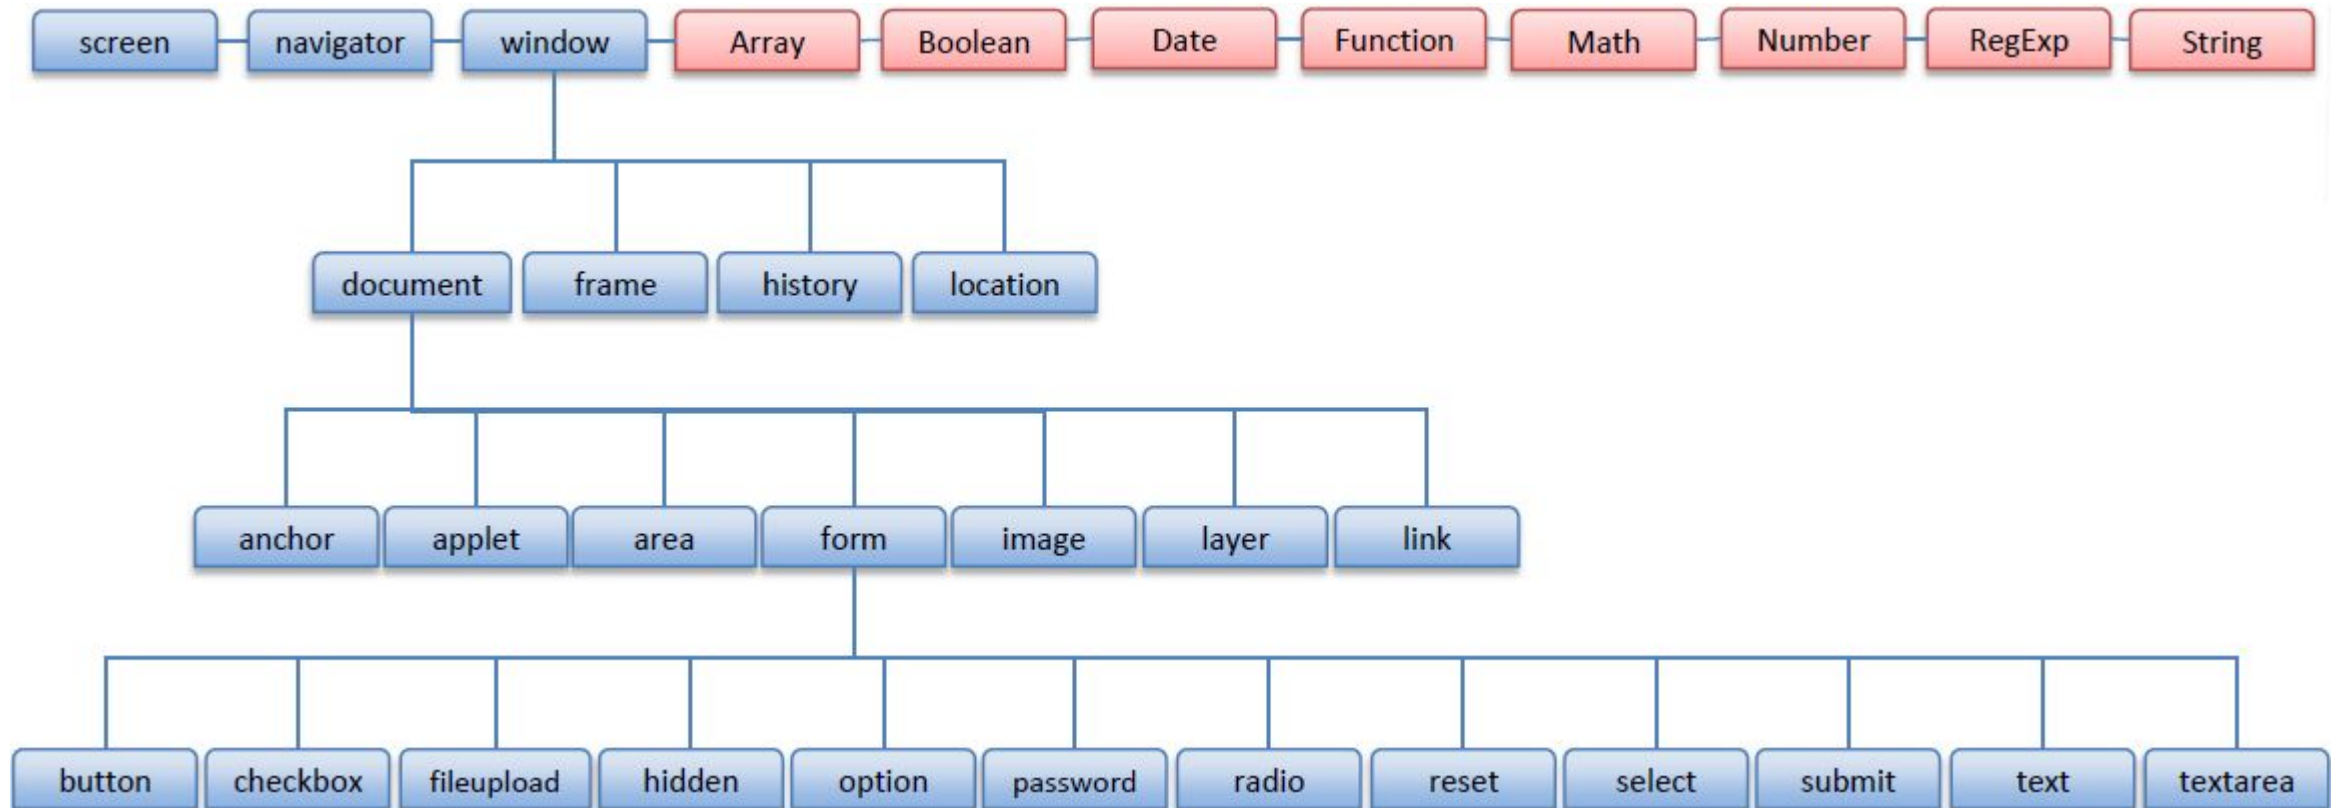 screen navigator window Array Boolean Date Function Math Number RegExp String
document frame history location
anchor applet area form image layer link
button checkbox fileupload hidden option password radio reset select submit text textarea